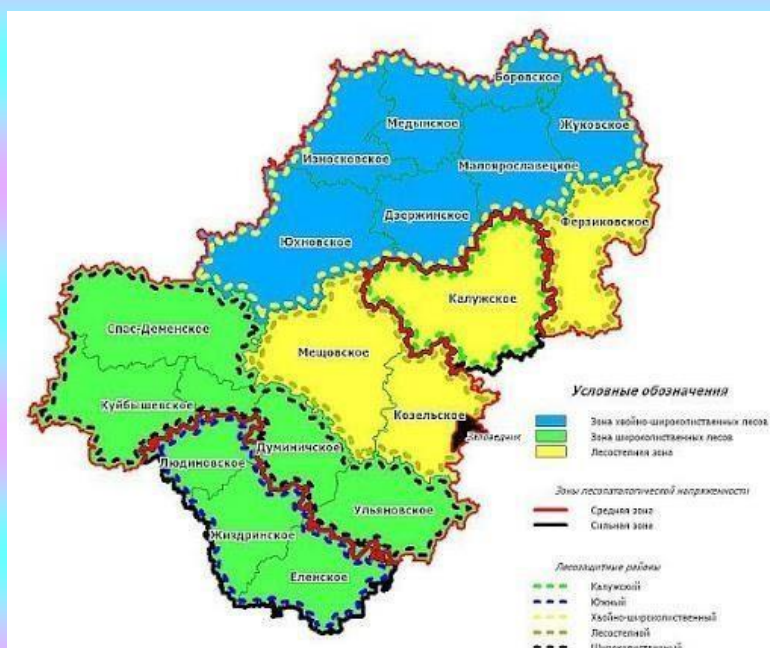 Боровское
Медынское
Жуковское
Износковское
Малоярославецкое
Дзержинское
Ферзиковское
Юхновское
Калужское
Спас-Деменское
Мещовское
Козельское
Куйбышевское
Думиничское
Людиновское
Ульяновское
Жиздринское
Еленское
Заповедник
Условные обозначения
Зона хвойно-широколиственных лесов
Зона широколиственных лесов
Лесостепная зона
Зоны лесопатологической напряженности
Средняя зона
Сильная зона
Лесозащитные районы
Калужский
Южный
Хвойно-широколиственный
Лесостепной
Широколиственный